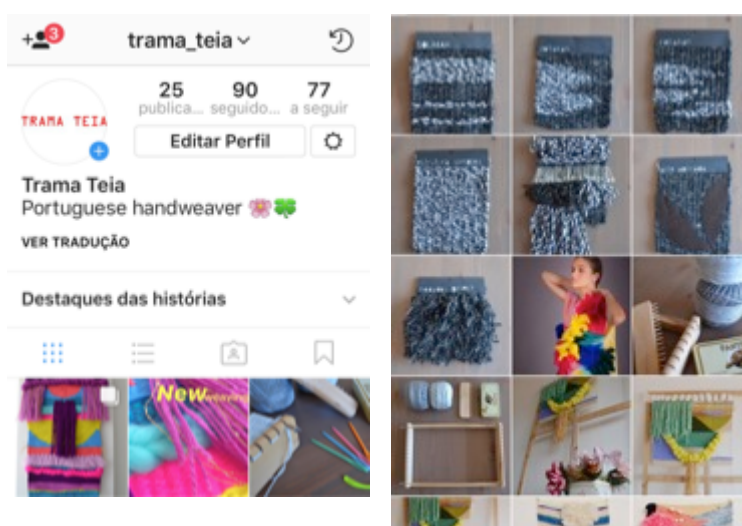 3
trama_teia
25 90 77
publica... seguido... a seguir
TRAMA TEIA
Editar Perfil
Trama Teia
Portuguese handweaver 🌸🍀
VER TRADUÇÃO
Destaques das histórias
New